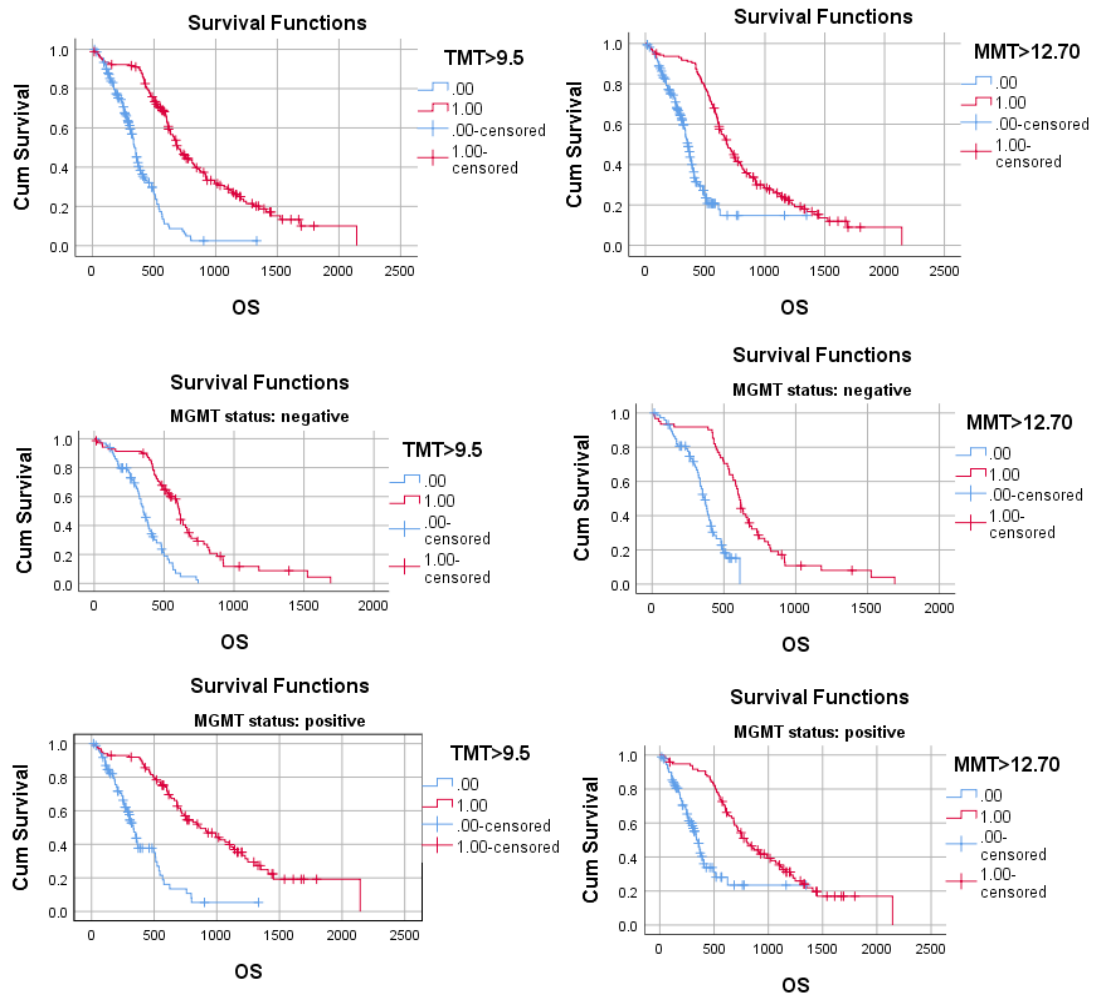 Survival Functions
TMT>9.5
.00
1.00
.00-censored
1.00-
censored
Cum Survival
1.0
0.8
0.6
0.4
0.2
0.0
0
500
1000
1500
2000
2500
OS
Survival Functions
MMT>12.70
.00
1.00
.00-censored
1.00-
censored
Cum Survival
1.0
0.8
0.6
0.4
0.2
0.0
0
500
1000
1500
2000
2500
OS
Survival Functions
MGMT status: negative
TMT>9.5
.00
1.00
.00-
censored
1.00-
censored
Cum Survival
1.0
0.8
0.6
0.4
0.2
0.0
0
500
1000
1500
2000
OS
Survival Functions
MGMT status: negative
MMT>12.70
.00
1.00
.00-censored
1.00-
censored
Cum Survival
1.0
0.8
0.6
0.4
0.2
0.0
0
500
1000
1500
2000
OS
Survival Functions
MGMT status: positive
TMT>9.5
.00
1.00
.00-censored
1.00-censored
Cum Survival
1.0
0.8
0.6
0.4
0.2
0.0
0
500
1000
1500
2000
2500
OS
Survival Functions
MGMT status: positive
MMT>12.70
.00
1.00
.00-
censored
1.00-
censored
Cum Survival
1.0
0.8
0.6
0.4
0.2
0.0
0
500
1000
1500
2000
2500
OS